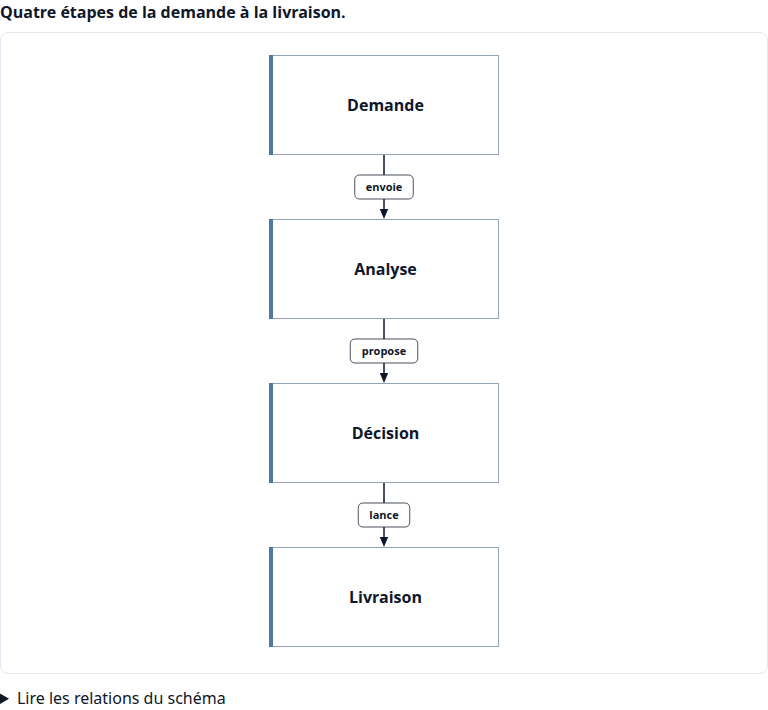 Quatre étapes de la demande à la livraison.
Demande
envoie
Analyse
propose
Décision
lance
Livraison
Lire les relations du schéma